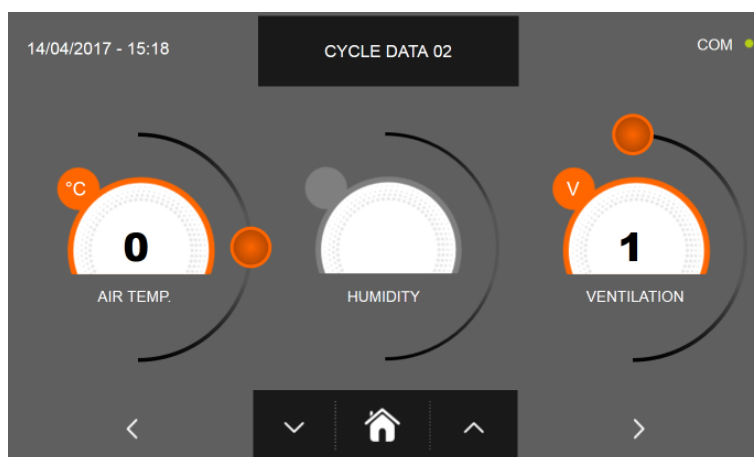 14/04/2017 - 15:18
CYCLE DATA 02
COM
°C
V
0
1
AIR TEMP.
HUMIDITY
VENTILATION